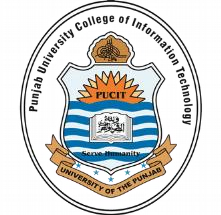 Punjab University College of Information Technology
PUCIT
Serve Humanity
UNIVERSITY OF THE PUNJAB